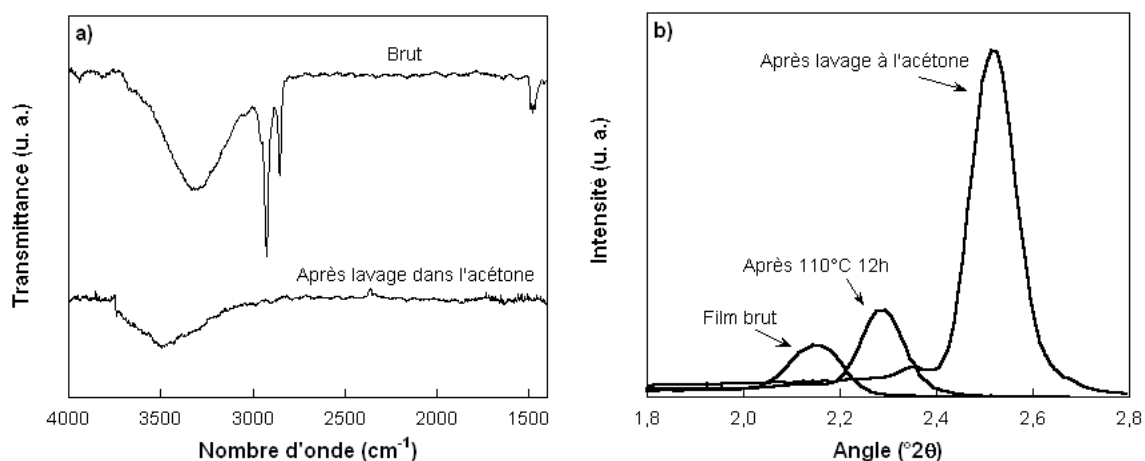 a)
Brut
Après lavage dans l'acétone
Transmittance (u. a.)
4000 3500 3000 2500 2000 1500
Nombre d'onde (cm⁻¹)
b)
Après lavage à l'acétone
Après 110°C 12h
Film brut
Intensité (u. a.)
1,8 2,0 2,2 2,4 2,6 2,8
Angle (°2θ)